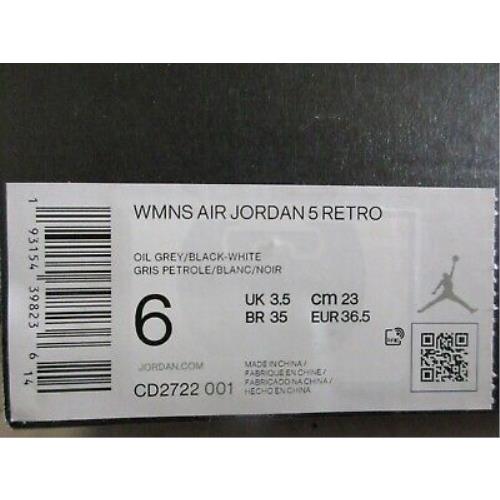 WMNS AIR JORDAN 5 RETRO
OIL GREY/BLACK-WHITE
GRIS PETROLE/BLANC/NOIR
6
UK 3.5 cm 23
BR 35 EUR 36.5
JORDAN.COM
CD2722 001
MADE IN CHINA /
FABRIQUE EN CHINE /
FABRICADO NA CHINA /
HECHO EN CHINA
1 93154 39823 6 14